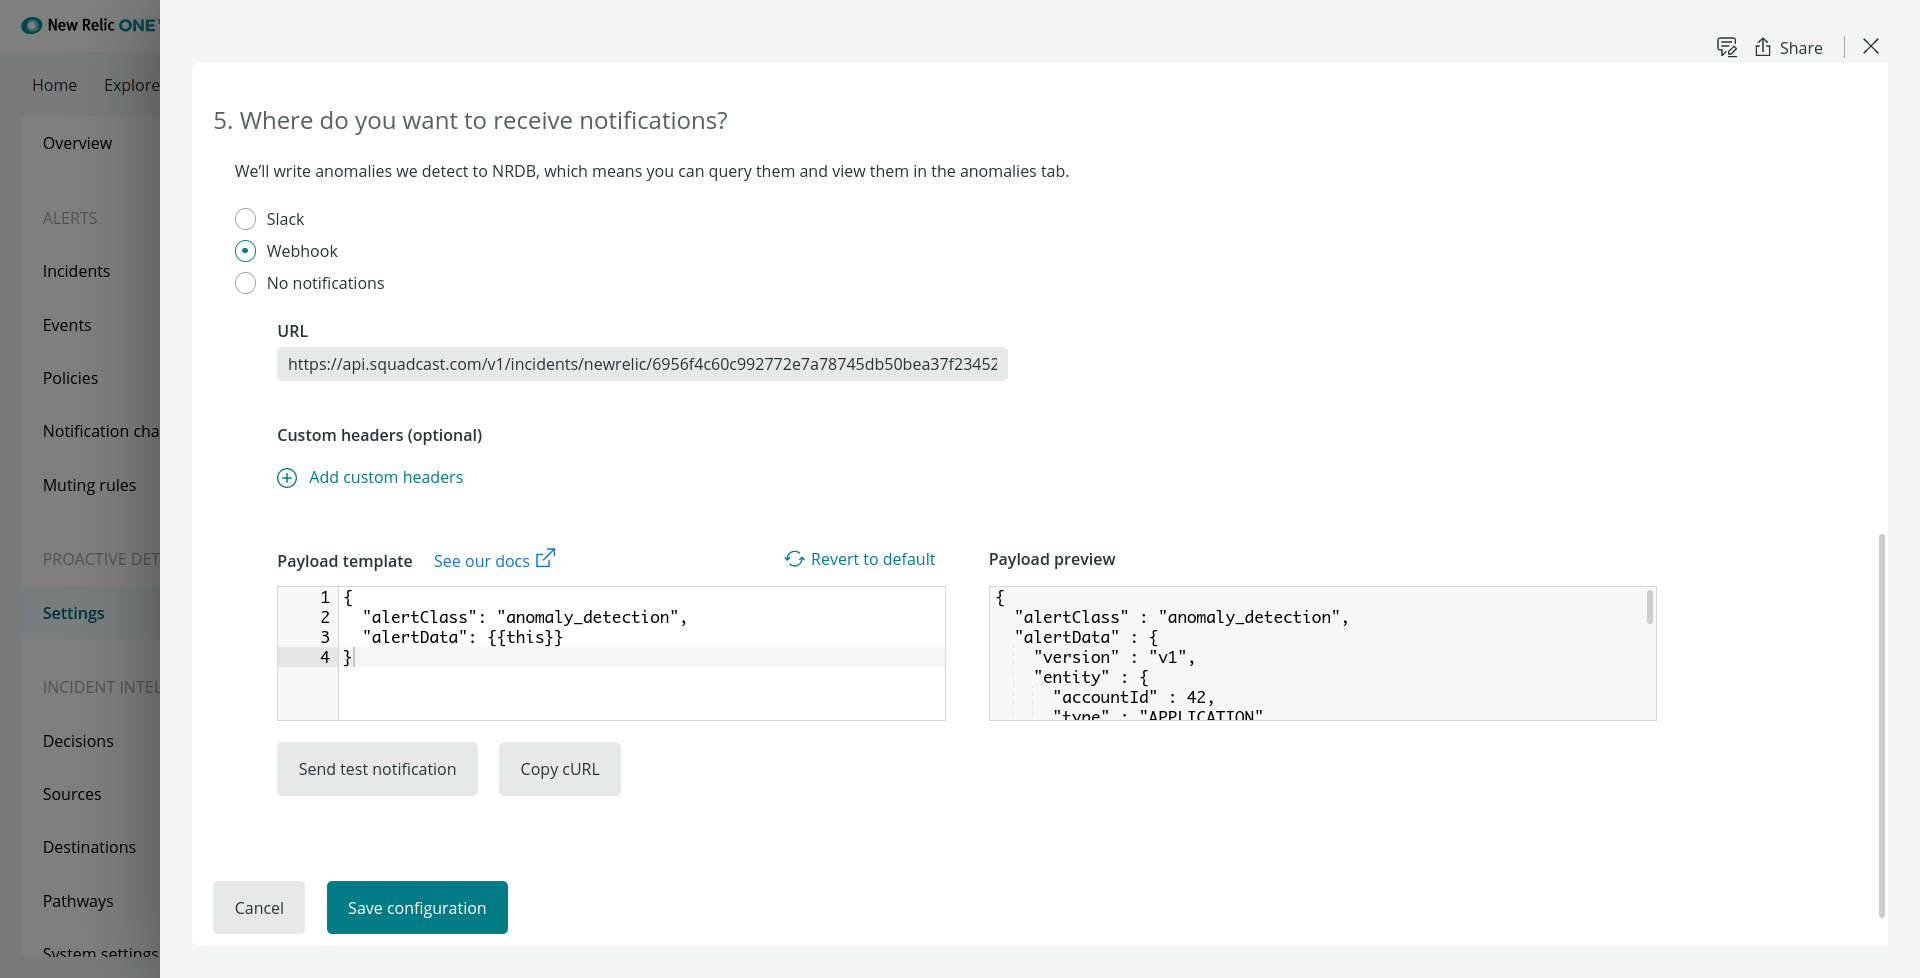 New Relic ONE
Share
Home Explore
Overview
ALERTS
Incidents
Events
Policies
Notification cha
Muting rules
PROACTIVE DET
Settings
INCIDENT INTEL
Decisions
Sources
Destinations
Pathways
System settings
5. Where do you want to receive notifications?
We'll write anomalies we detect to NRDB, which means you can query them and view them in the anomalies tab.
Slack
Webhook
No notifications
URL
https://api.squadcast.com/v1/incidents/newrelic/6956f4c60c992772e7a78745db50bea37f23452
Custom headers (optional)
Add custom headers
Payload template See our docs Revert to default
1 {
2 "alertClass": "anomaly_detection",
3 "alertData": {{this}}
4 }
Payload preview
{
"alertClass" : "anomaly_detection",
"alertData" : {
"version" : "v1",
"entity" : {
"accountId" : 42,
"type" : "APPLICATION"
Send test notification Copy cURL
Cancel Save configuration